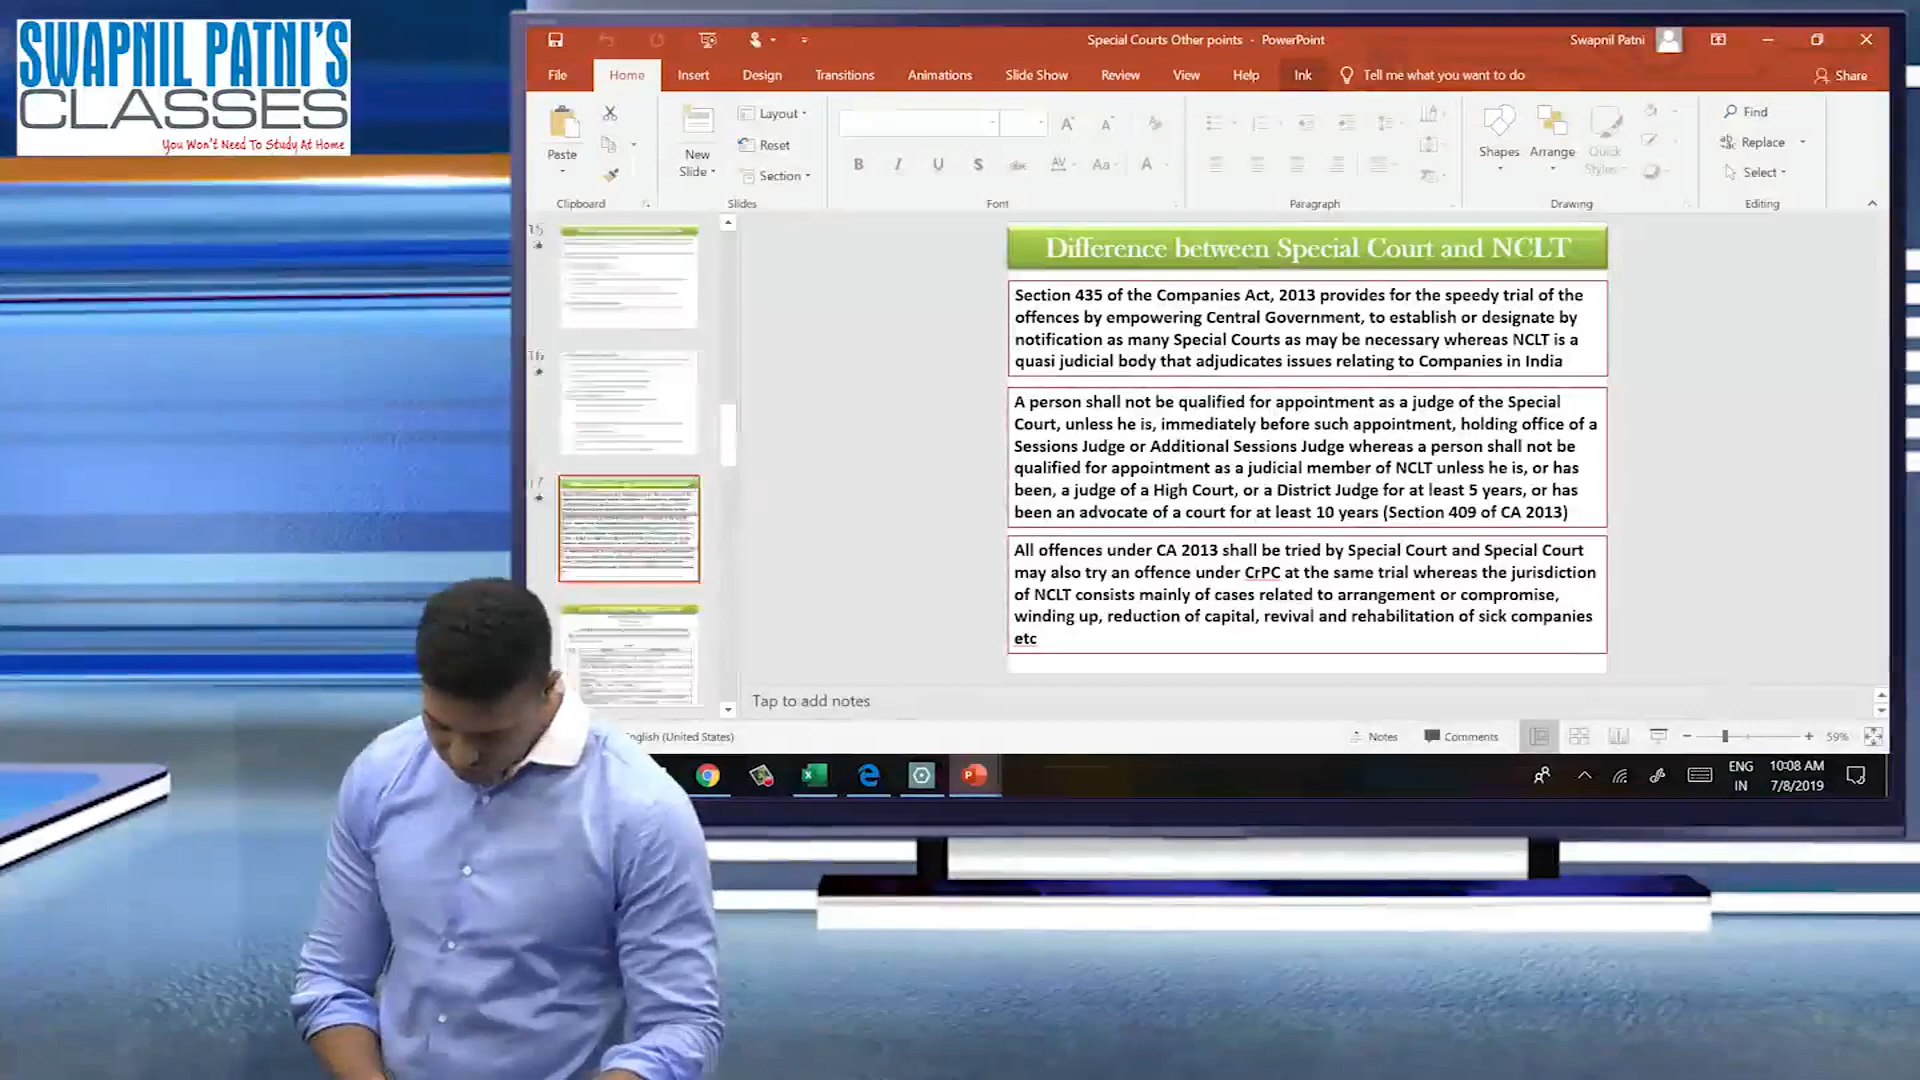 SWAPNIL PATNI'S
CLASSES
You Won't Need To Study At Home
Special Courts Other points - PowerPoint
Swapnil Patni
File Home Insert Design Transitions Animations Slide Show Review View Help Ink Tell me what you want to do Share
Paste
Clipboard
New
Slide
Layout
Reset
Section
Slides
B I U S abc AV Aa A
Font
Paragraph
Shapes
Arrange
Quick
Styles
Drawing
Find
Replace
Select
Editing
15
16
17
Difference between Special Court and NCLT
Section 435 of the Companies Act, 2013 provides for the speedy trial of the
offences by empowering Central Government, to establish or designate by
notification as many Special Courts as may be necessary whereas NCLT is a
quasi judicial body that adjudicates issues relating to Companies in India
A person shall not be qualified for appointment as a judge of the Special
Court, unless he is, immediately before such appointment, holding office of a
Sessions Judge or Additional Sessions Judge whereas a person shall not be
qualified for appointment as a judicial member of NCLT unless he is, or has
been, a judge of a High Court, or a District Judge for at least 5 years, or has
been an advocate of a court for at least 10 years (Section 409 of CA 2013)
All offences under CA 2013 shall be tried by Special Court and Special Court
may also try an offence under CrPC at the same trial whereas the jurisdiction
of NCLT consists mainly of cases related to arrangement or compromise,
winding up, reduction of capital, revival and rehabilitation of sick companies
etc
Tap to add notes
English (United States)
Notes
Comments
59%
ENG
IN
10:08 AM
7/8/2019